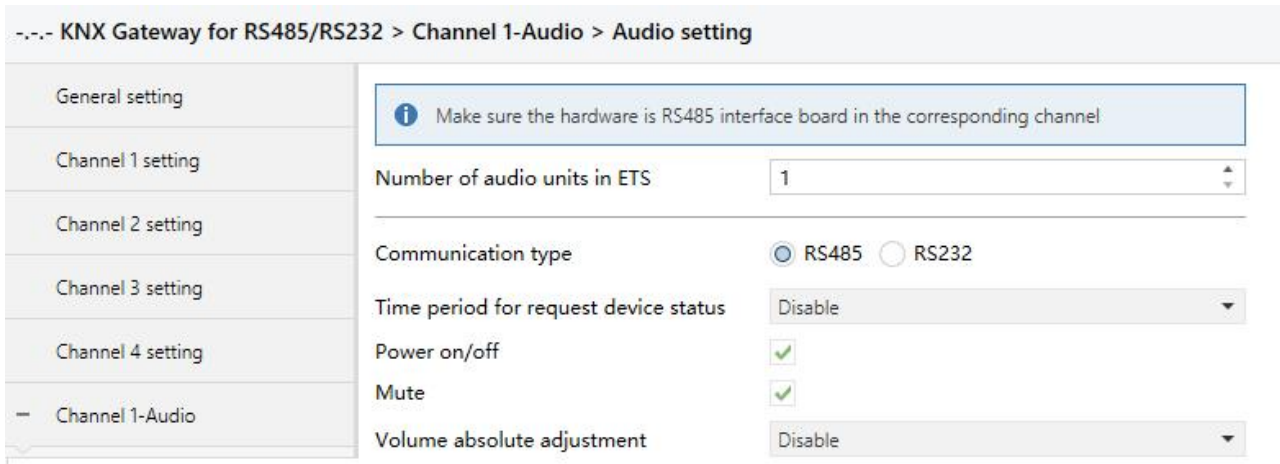 -.-.- KNX Gateway for RS485/RS232 > Channel 1-Audio > Audio setting
General setting
Channel 1 setting
Channel 2 setting
Channel 3 setting
Channel 4 setting
– Channel 1-Audio
Make sure the hardware is RS485 interface board in the corresponding channel
Number of audio units in ETS 1
Communication type RS485 RS232
Time period for request device status Disable
Power on/off
Mute
Volume absolute adjustment Disable